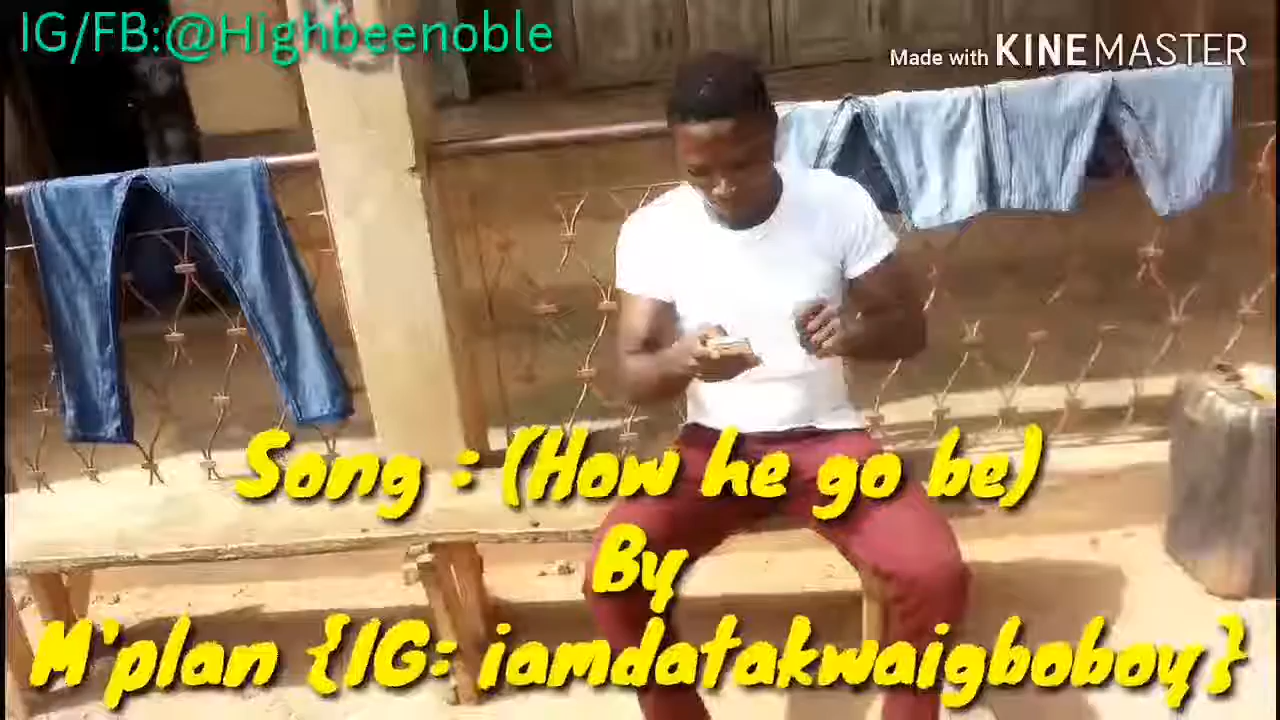 IG/FB:@Highbeenoble
Made with KINEMASTER
Song : (How he go be)
By
M'plan {IG: iamdatakwaigboboy}